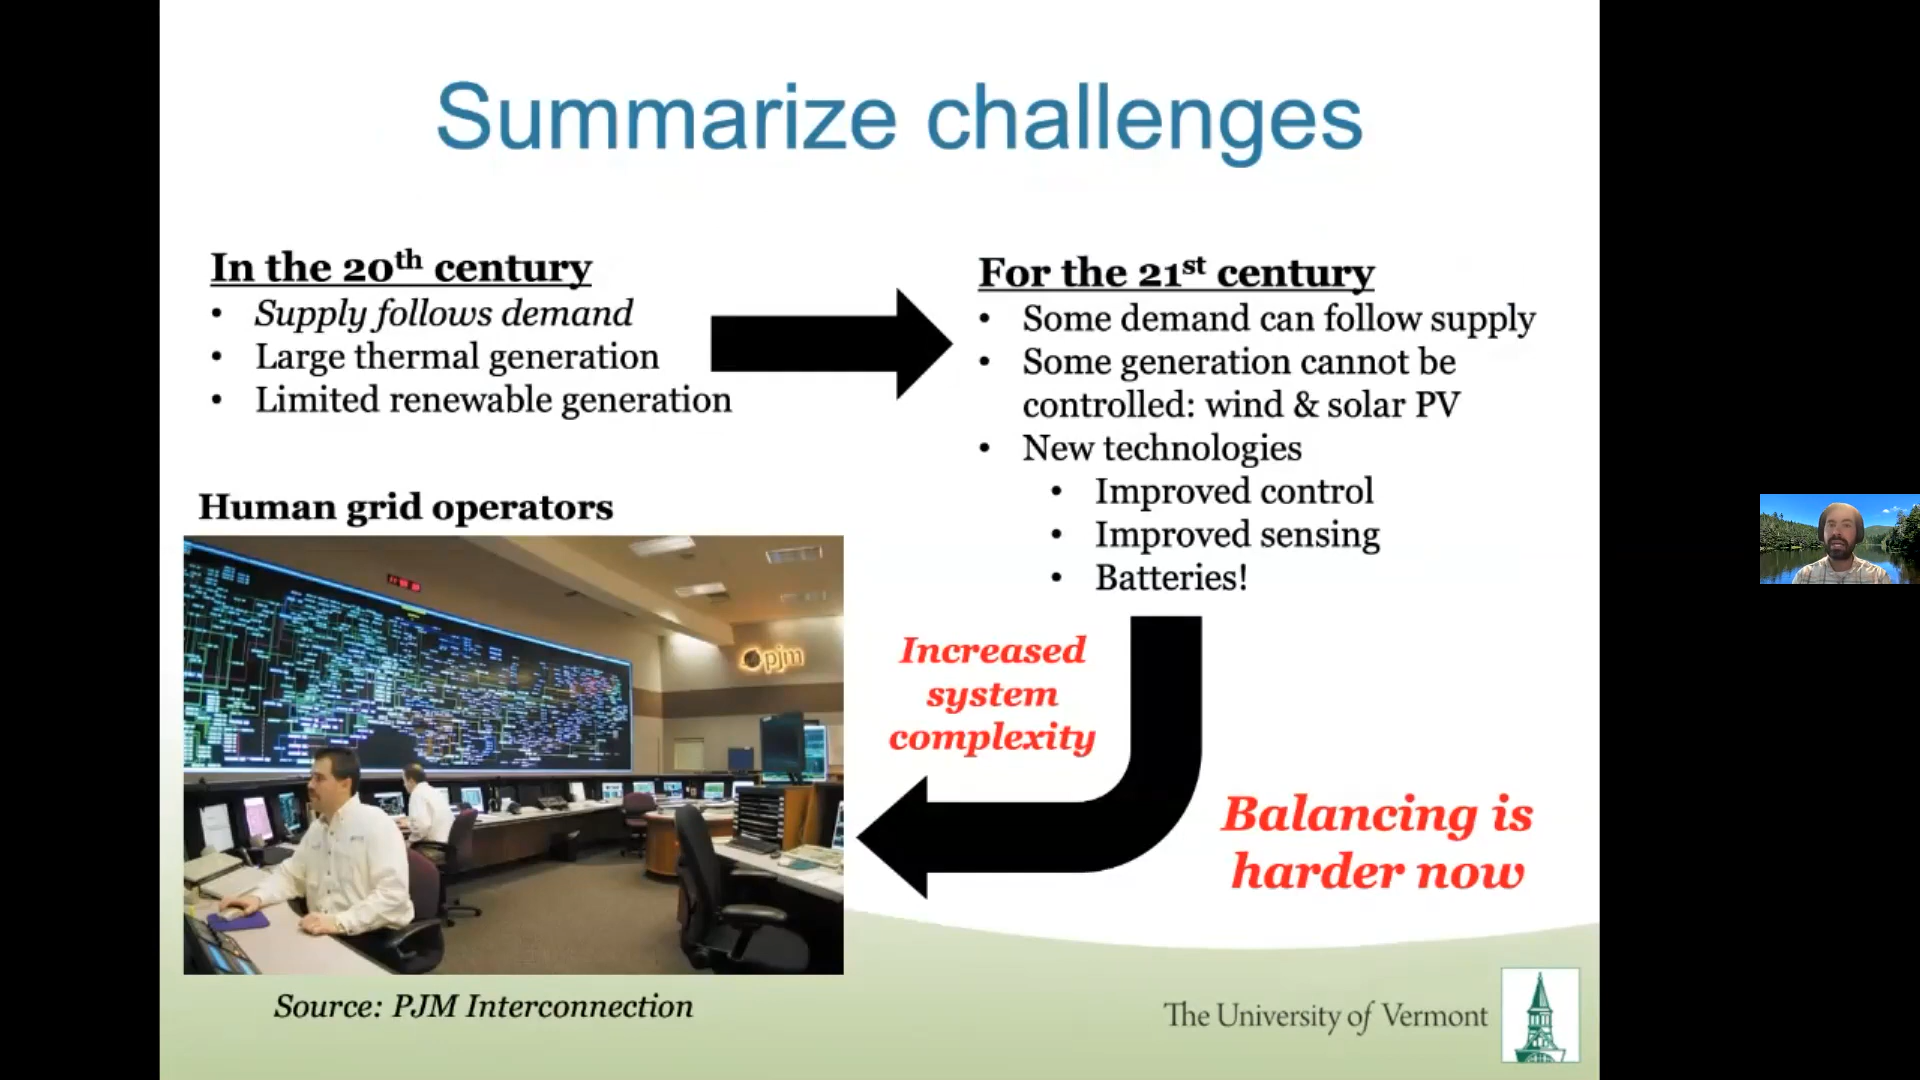 Summarize challenges
In the 20th century
• Supply follows demand
• Large thermal generation
• Limited renewable generation
For the 21st century
• Some demand can follow supply
• Some generation cannot be
controlled: wind & solar PV
• New technologies
• Improved control
• Improved sensing
• Batteries!
Human grid operators
pjm
Increased
system
complexity
Balancing is
harder now
Source: PJM Interconnection
The University of Vermont